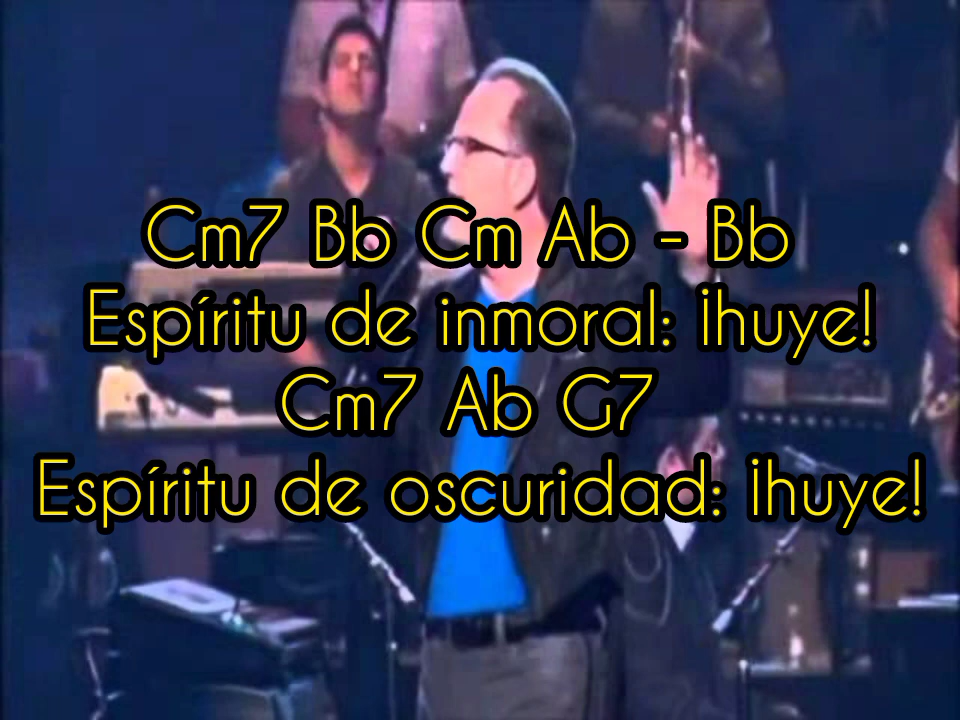 Cm7 Bb Cm Ab - Bb
Espíritu de inmoral: ¡huye!
Cm7 Ab G7
Espíritu de oscuridad: ¡huye!